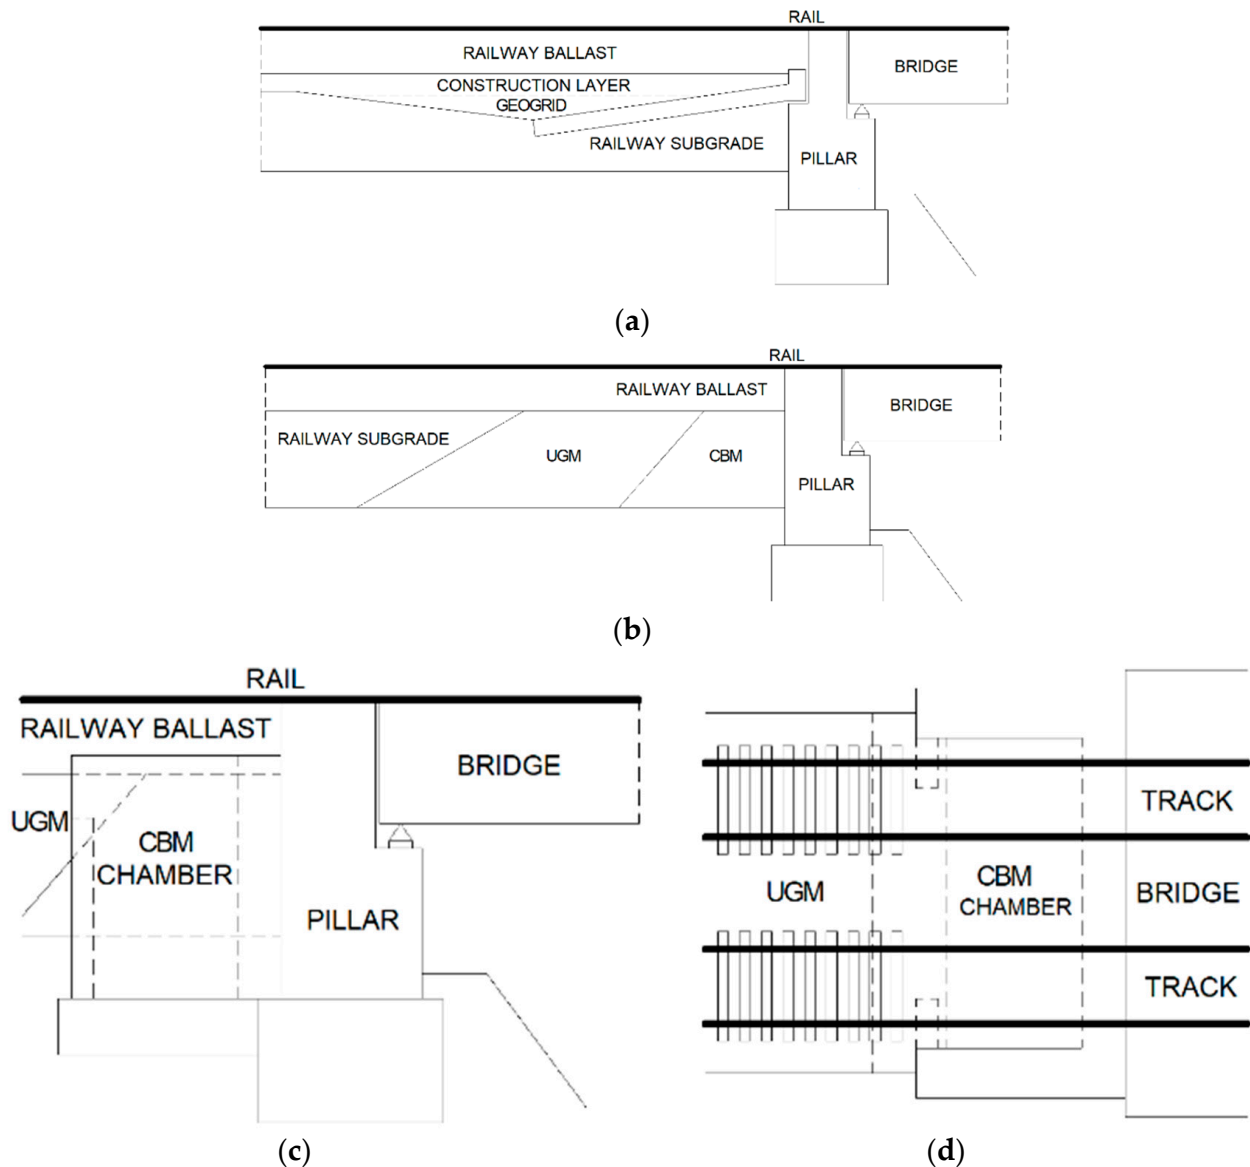 RAIL
RAILWAY BALLAST
BRIDGE
CONSTRUCTION LAYER
GEOGRID
RAILWAY SUBGRADE
PILLAR
(a)
RAIL
RAILWAY BALLAST
BRIDGE
RAILWAY SUBGRADE
UGM
CBM
PILLAR
(b)
RAIL
RAILWAY BALLAST
BRIDGE
UGM
CBM
CHAMBER
PILLAR
(c)
TRACK
UGM
CBM
CHAMBER
BRIDGE
TRACK
(d)